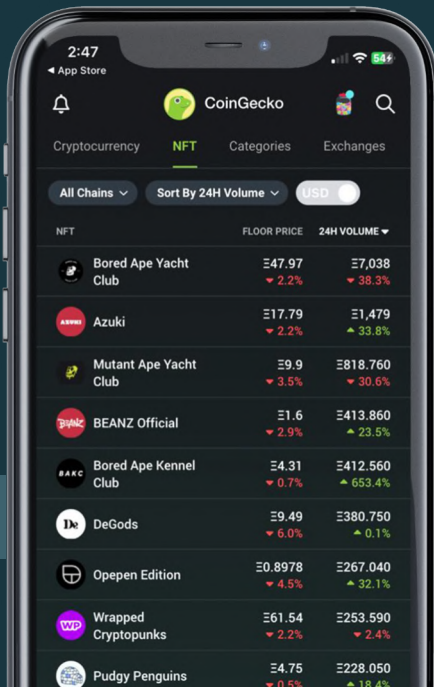 2:47
54
◀ App Store
CoinGecko
Cryptocurrency NFT Categories Exchanges
All Chains Sort By 24H Volume USD
NFT FLOOR PRICE 24H VOLUME ▼
Bored Ape Yacht Club Ξ47.97 Ξ7,038
▼ 2.2% ▼ 38.3%
AZUKI Azuki Ξ17.79 Ξ1,479
▼ 2.2% ▲ 33.8%
Mutant Ape Yacht Club Ξ9.9 Ξ818.760
▼ 3.5% ▼ 30.6%
BEANZ BEANZ Official Ξ1.6 Ξ413.860
▼ 2.9% ▲ 23.5%
BAKC Bored Ape Kennel Club Ξ4.31 Ξ412.560
▼ 0.7% ▲ 653.4%
De DeGods Ξ9.49 Ξ380.750
▼ 6.0% ▲ 0.1%
Opepen Edition Ξ0.8978 Ξ267.040
▼ 4.5% ▲ 32.1%
WP Wrapped Cryptopunks Ξ61.54 Ξ253.590
▼ 2.2% ▼ 2.4%
Pudgy Penguins Ξ4.75 Ξ228.050
▼ 0.5% ▲ 18.4%